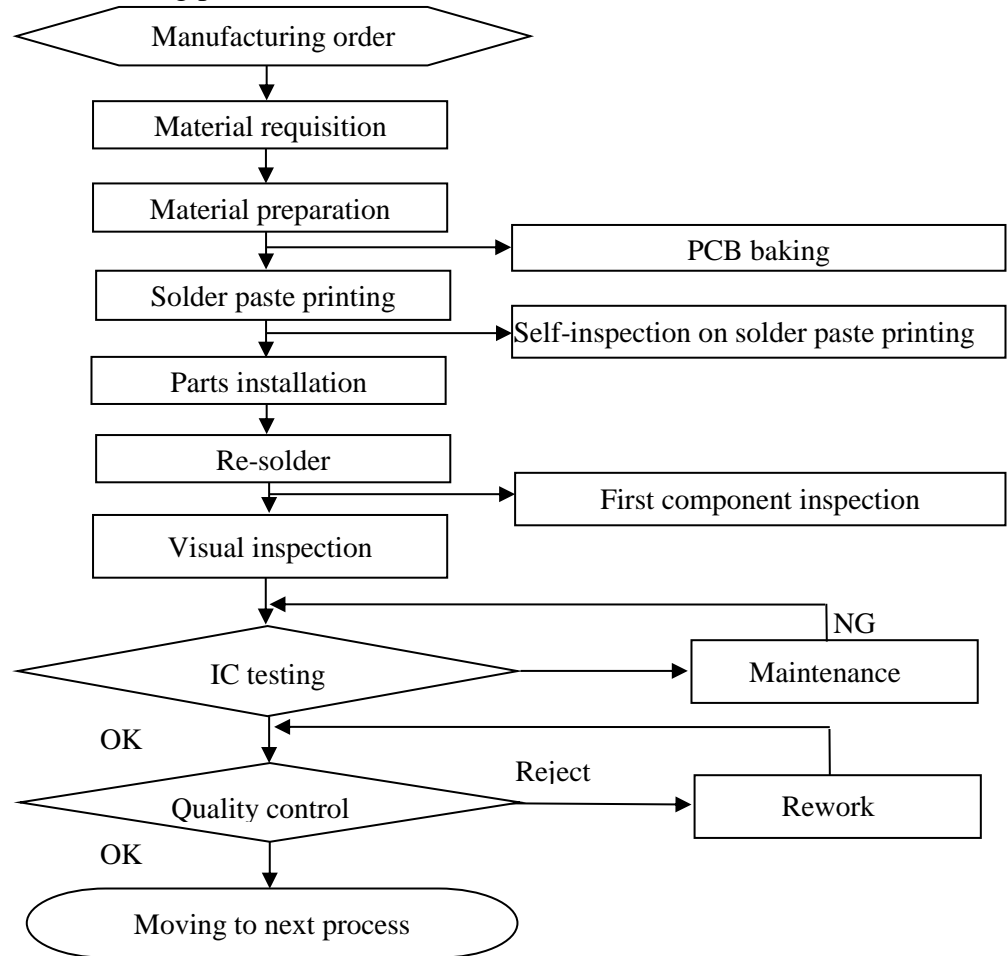 Manufacturing order
Material requisition
Material preparation
PCB baking
Solder paste printing
Self-inspection on solder paste printing
Parts installation
Re-solder
First component inspection
Visual inspection
NG
IC testing
Maintenance
OK
Reject
Quality control
Rework
OK
Moving to next process